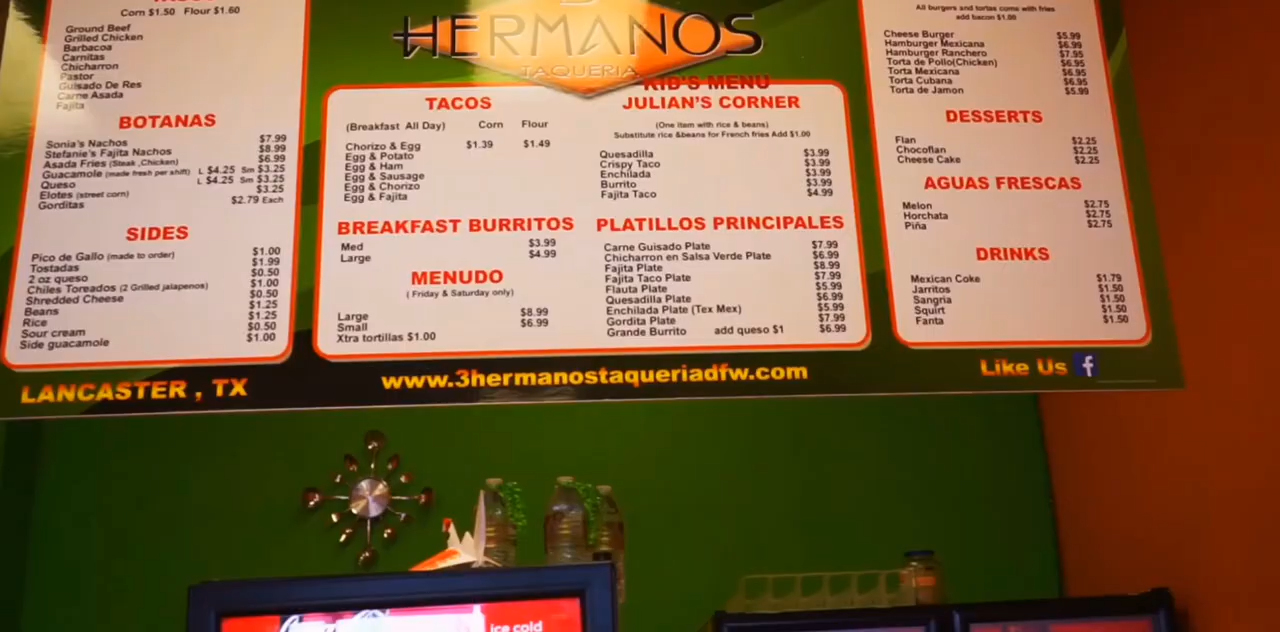 Corn $1.50 Flour $1.60
Ground Beef
Grilled Chicken
Barbacoa
Carnitas
Chicharron
Pastor
Guisado De Res
Carne Asada
Fajita
BOTANAS
Sonia's Nachos $7.99
Stefanie's Fajita Nachos $8.99
Asada Fries (Steak ,Chicken) $6.99
Guacamole (made fresh per shift) L $4.25 Sm $3.25
Queso L $4.25 Sm $3.25
Elotes (street corn) $3.25
Gorditas $2.79 Each
SIDES
Pico de Gallo (made to order) $1.00
Tostadas $1.99
2 oz queso $0.50
Chiles Toreados (2 Grilled jalapenos) $1.00
Shredded Cheese $0.50
Beans $1.25
Rice $1.25
Sour cream $0.50
Side guacamole $1.00
LANCASTER , TX
HERMANOS
TAQUERIA
TACOS
(Breakfast All Day) Corn Flour
Chorizo & Egg $1.39 $1.49
Egg & Potato
Egg & Ham
Egg & Sausage
Egg & Chorizo
Egg & Fajita
BREAKFAST BURRITOS
Med $3.99
Large $4.99
MENUDO
( Friday & Saturday only)
Large $8.99
Small $6.99
Xtra tortillas $1.00
KID'S MENU
JULIAN'S CORNER
(One item with rice & beans)
Substitute rice &beans for French fries Add $1.00
Quesadilla $3.99
Crispy Taco $3.99
Enchilada $3.99
Burrito $3.99
Fajita Taco $4.99
PLATILLOS PRINCIPALES
Carne Guisado Plate $7.99
Chicharron en Salsa Verde Plate $6.99
Fajita Plate $8.99
Fajita Taco Plate $7.99
Flauta Plate $5.99
Quesadilla Plate $6.99
Enchilada Plate (Tex Mex) $5.99
Gordita Plate $7.99
Grande Burrito add queso $1 $6.99
www.3hermanostaqueriadfw.com
All burgers and tortas come with fries
add bacon $1.00
Cheese Burger $5.99
Hamburger Mexicana $6.99
Hamburger Ranchero $7.95
Torta de Pollo(Chicken) $6.95
Torta Mexicana $6.95
Torta Cubana $6.95
Torta de Jamon $5.99
DESSERTS
Flan $2.25
Chocoflan $2.25
Cheese Cake $2.25
AGUAS FRESCAS
Melon $2.75
Horchata $2.75
Piña $2.75
DRINKS
Mexican Coke $1.79
Jarritos $1.50
Sangria $1.50
Squirt $1.50
Fanta $1.50
Like Us f
ice cold